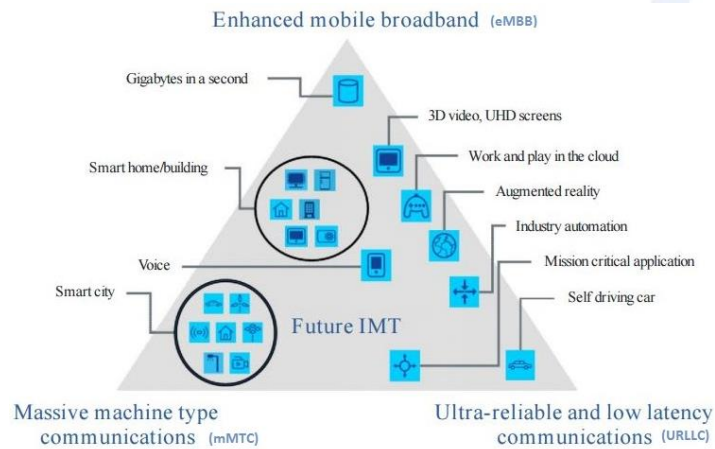 Enhanced mobile broadband (eMBB)
Gigabytes in a second
3D video, UHD screens
Smart home/building
Work and play in the cloud
Augmented reality
Industry automation
Voice
Mission critical application
Smart city
Self driving car
Future IMT
Massive machine type
communications (mMTC)
Ultra-reliable and low latency
communications (URLLC)